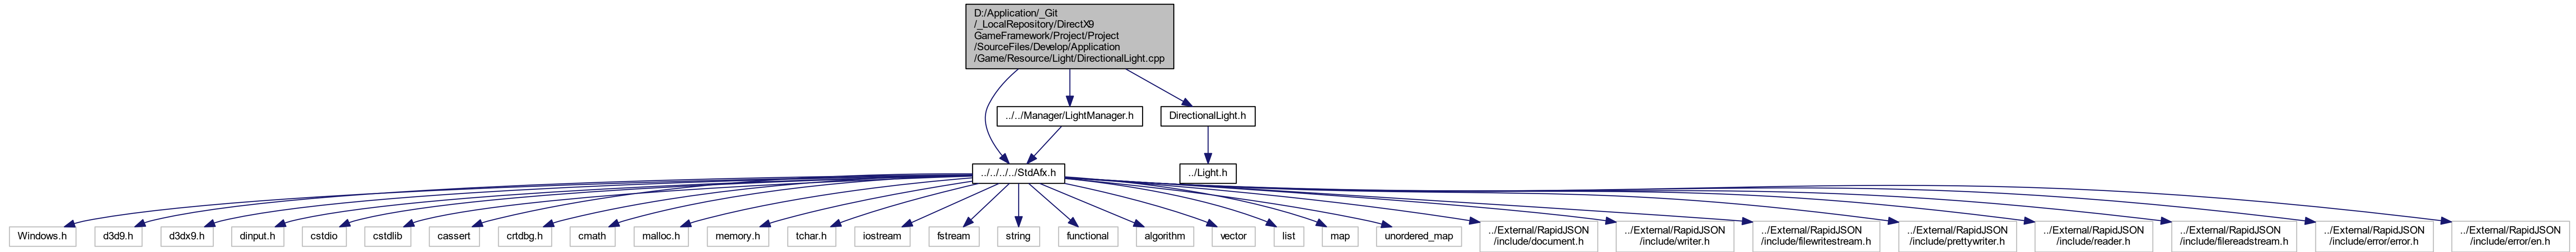 D:/Application/_Git
/_LocalRepository/DirectX9
GameFramework/Project/Project
/SourceFiles/Develop/Application
/Game/Resource/Light/DirectionalLight.cpp
../../Manager/LightManager.h
DirectionalLight.h
../../../../StdAfx.h
../Light.h
Windows.h
d3d9.h
d3dx9.h
dinput.h
cstdio
cstdlib
cassert
crtdbg.h
cmath
malloc.h
memory.h
tchar.h
iostream
fstream
string
functional
algorithm
vector
list
map
unordered_map
../External/RapidJSON
/include/document.h
../External/RapidJSON
/include/writer.h
../External/RapidJSON
/include/filewritestream.h
../External/RapidJSON
/include/prettywriter.h
../External/RapidJSON
/include/reader.h
../External/RapidJSON
/include/filereadstream.h
../External/RapidJSON
/include/error/error.h
../External/RapidJSON
/include/error/en.h